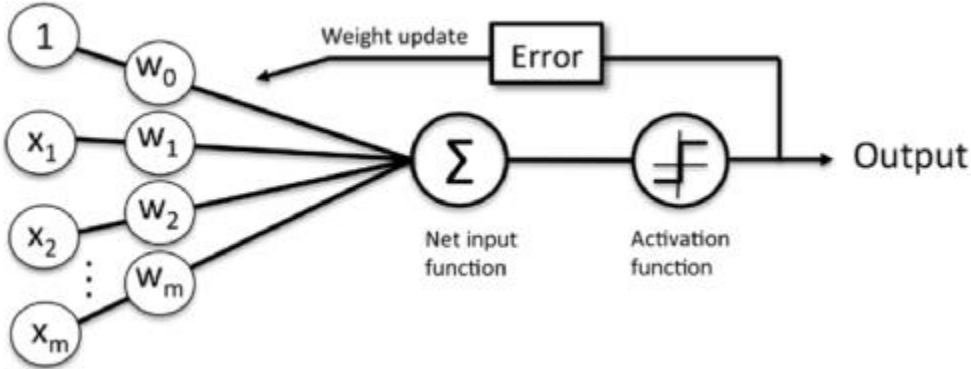 1
w₀
Weight update
Error
x₁
w₁
Σ
Output
x₂
w₂
Net input
function
Activation
function
⋮
xₘ
wₘ